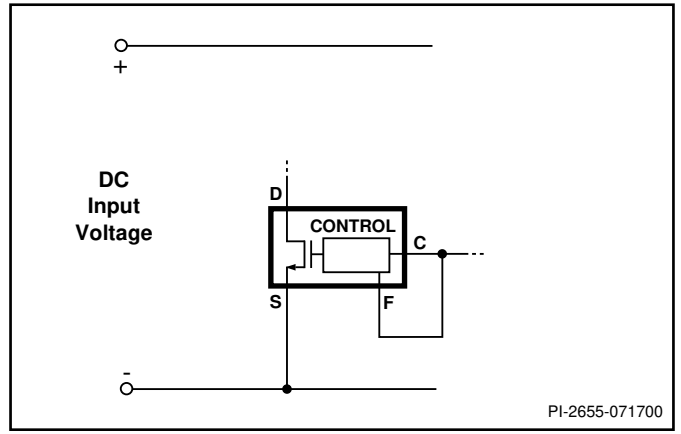 +
DC
Input
Voltage
D
CONTROL
C
S
F
-
PI-2655-071700